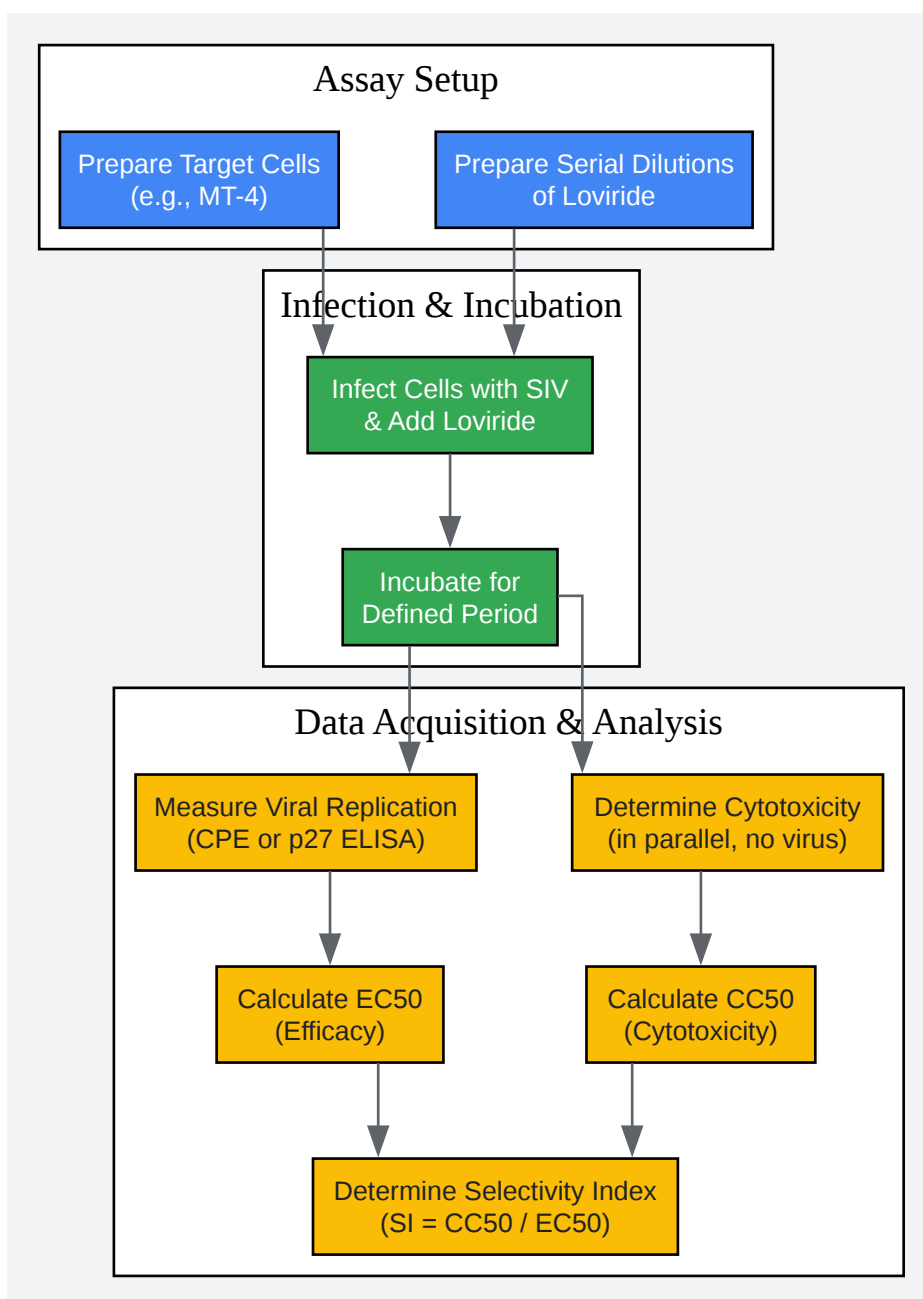 Assay Setup
Prepare Target Cells
(e.g., MT-4)
Prepare Serial Dilutions
of Loviride
Infection & Incubation
Infect Cells with SIV
& Add Loviride
Incubate for
Defined Period
Data Acquisition & Analysis
Measure Viral Replication
(CPE or p27 ELISA)
Determine Cytotoxicity
(in parallel, no virus)
Calculate EC50
(Efficacy)
Calculate CC50
(Cytotoxicity)
Determine Selectivity Index
(SI = CC50 / EC50)